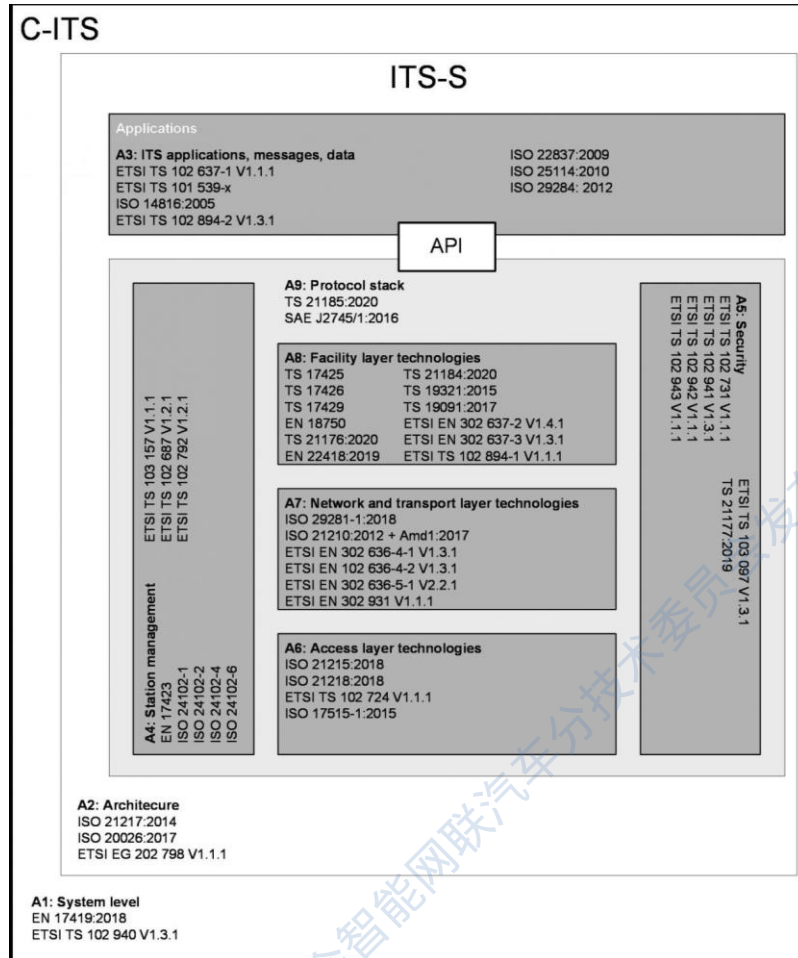 C-ITS
ITS-S
Applications
A3: ITS applications, messages, data
ETSI TS 102 637-1 V1.1.1
ETSI TS 101 539-x
ISO 14816:2005
ETSI TS 102 894-2 V1.3.1
ISO 22837:2009
ISO 25114:2010
ISO 29284: 2012
API
A9: Protocol stack
TS 21185:2020
SAE J2745/1:2016
A8: Facility layer technologies
TS 17425
TS 17426
TS 17429
EN 18750
TS 21176:2020
EN 22418:2019
TS 21184:2020
TS 19321:2015
TS 19091:2017
ETSI EN 302 637-2 V1.4.1
ETSI EN 302 637-3 V1.3.1
ETSI TS 102 894-1 V1.1.1
A7: Network and transport layer technologies
ISO 29281-1:2018
ISO 21210:2012 + Amd1:2017
ETSI EN 302 636-4-1 V1.3.1
ETSI EN 102 636-4-2 V1.3.1
ETSI EN 302 636-5-1 V2.2.1
ETSI EN 302 931 V1.1.1
A6: Access layer technologies
ISO 21215:2018
ISO 21218:2018
ETSI TS 102 724 V1.1.1
ISO 17515-1:2015
A4: Station management
EN 17423
ISO 24102-1
ISO 24102-2
ISO 24102-4
ISO 24102-6
ETSI TS 103 157 V1.1.1
ETSI TS 102 687 V1.2.1
ETSI TS 102 792 V1.2.1
A5: Security
ETSI TS 102 731 V1.1.1
ETSI TS 102 941 V1.3.1
ETSI TS 102 942 V1.1.1
ETSI TS 102 943 V1.1.1
ETSI TS 103 097 V1.3.1
TS 21177:2019
A2: Architecure
ISO 21217:2014
ISO 20026:2017
ETSI EG 202 798 V1.1.1
A1: System level
EN 17419:2018
ETSI TS 102 940 V1.3.1
智能网联汽车分技术委员会发